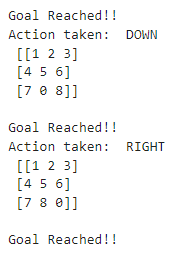 Goal Reached!!
Action taken:  DOWN
 [[1 2 3]
 [4 5 6]
 [7 0 8]]
Goal Reached!!
Action taken:  RIGHT
 [[1 2 3]
 [4 5 6]
 [7 8 0]]
Goal Reached!!